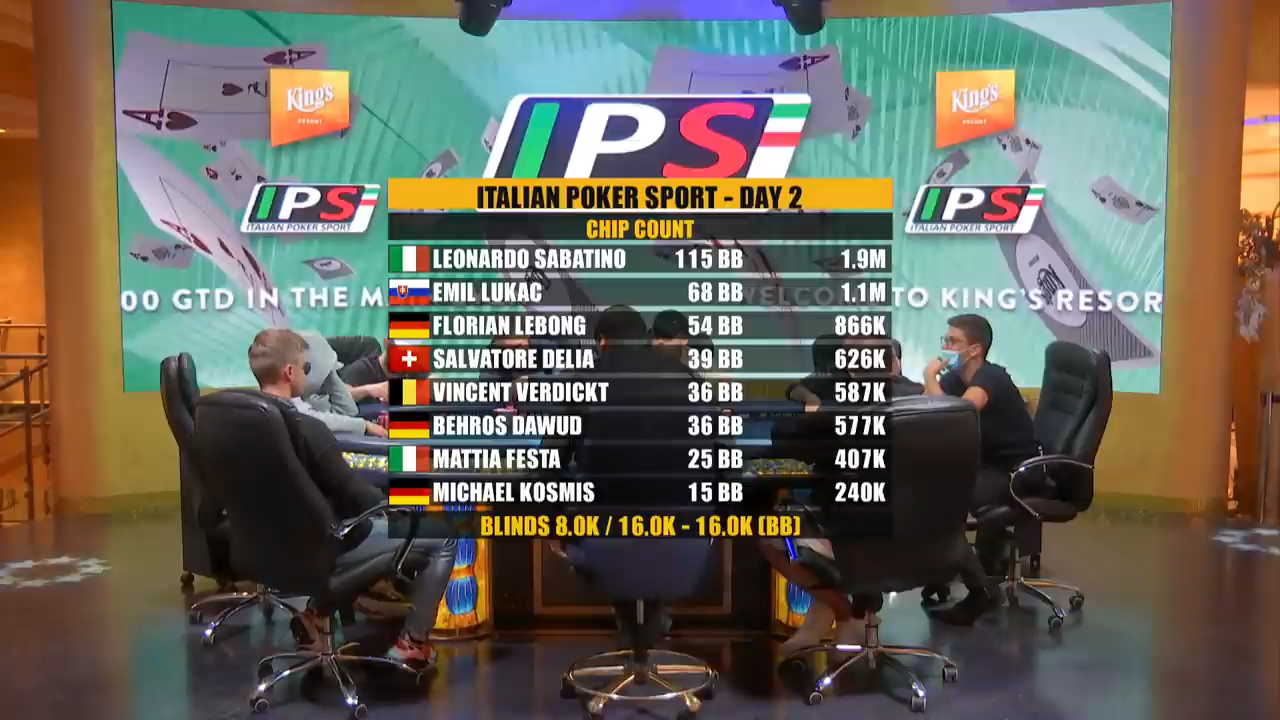 King's
RESORT
King's
RESORT
IPS
IPS
ITALIAN POKER SPORT
IPS
ITALIAN POKER SPORT
ITALIAN POKER SPORT - DAY 2
CHIP COUNT
LEONARDO SABATINO 115 BB 1.9M
EMIL LUKAC 68 BB 1.1M
00 GTD IN THE M WELCO TO KING'S RESOR
FLORIAN LEBONG 54 BB 866K
SALVATORE DELIA 39 BB 626K
VINCENT VERDICKT 36 BB 587K
BEHROS DAWUD 36 BB 577K
MATTIA FESTA 25 BB 407K
MICHAEL KOSMIS 15 BB 240K
BLINDS 8.0K / 16.0K - 16.0K (BB)